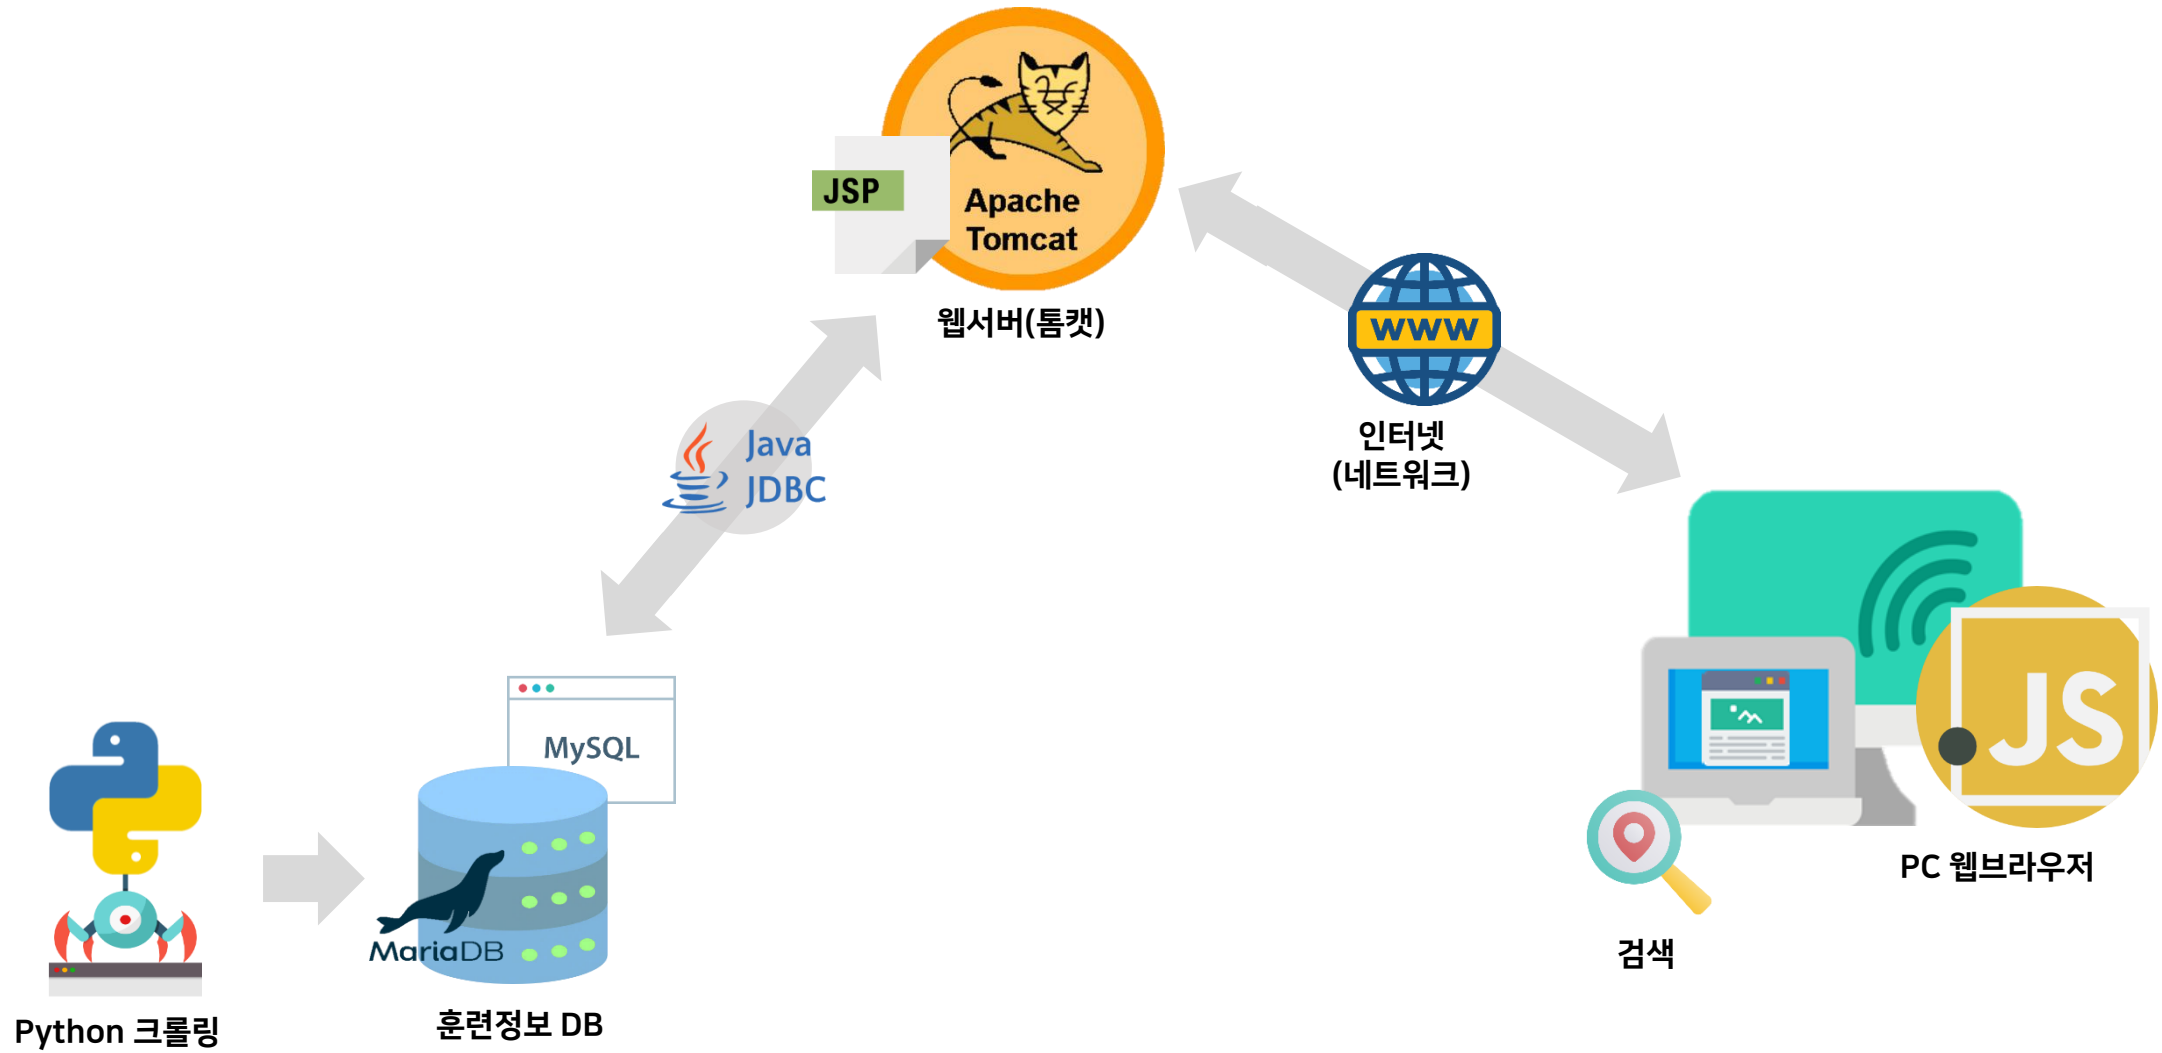 JSP
Apache
Tomcat
웹서버(톰캣)
WWW
인터넷
(네트워크)
Java
JDBC
MySQL
MariaDB
JS
PC 웹브라우저
검색
훈련정보 DB
Python 크롤링